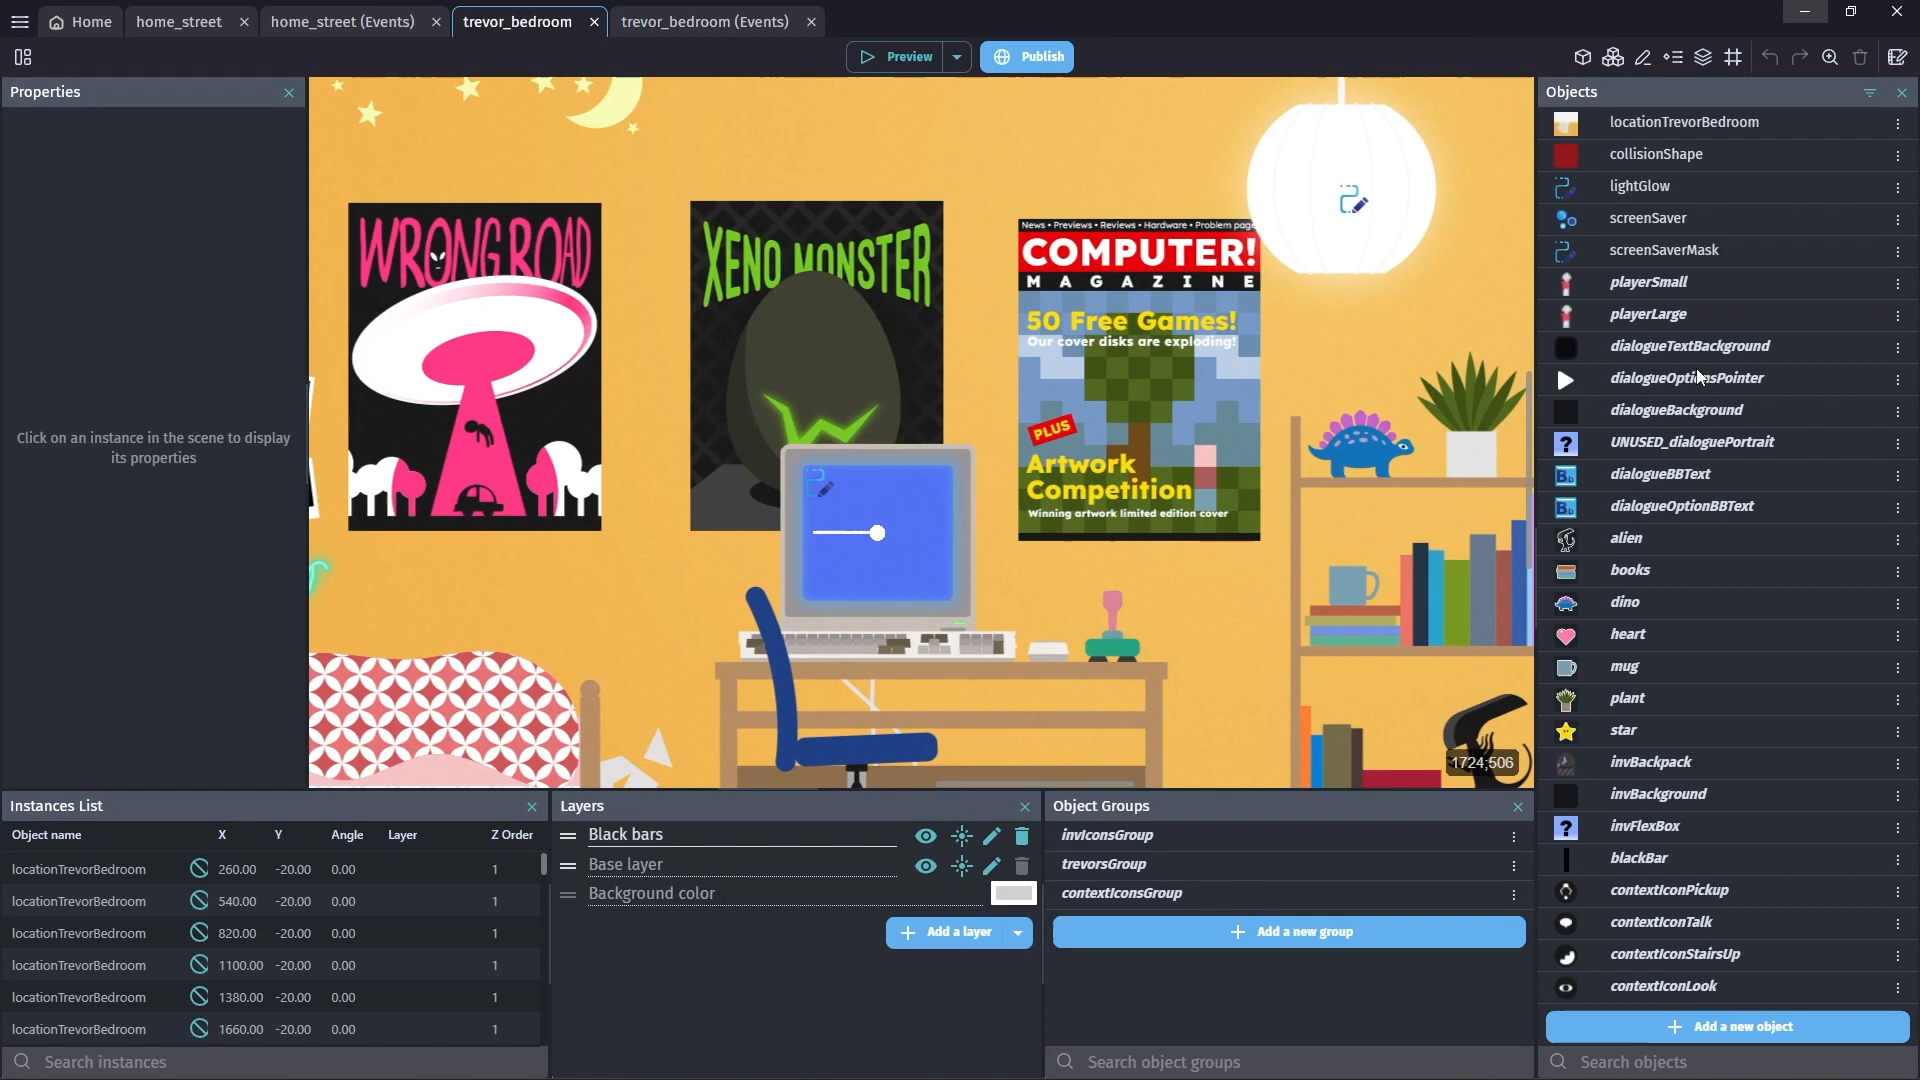 Home
home_street
home_street (Events)
trevor_bedroom
trevor_bedroom (Events)
Preview
Publish
Properties
Click on an instance in the scene to display
its properties
WRONG ROAD
XENO MONSTER
News • Previews • Reviews • Hardware • Problem page
COMPUTER!
MAGAZINE
50 Free Games!
Our cover disks are exploding!
PLUS
Artwork
Competition
Winning artwork limited edition cover
1724;506
Objects
locationTrevorBedroom
collisionShape
lightGlow
screenSaver
screenSaverMask
playerSmall
playerLarge
dialogueTextBackground
dialogueOptionsPointer
dialogueBackground
UNUSED_dialoguePortrait
dialogueBBText
dialogueOptionBBText
alien
books
dino
heart
mug
plant
star
invBackpack
invBackground
invFlexBox
blackBar
contextIconPickup
contextIconTalk
contextIconStairsUp
contextIconLook
Add a new object
Search objects
Instances List
Object name X Y Angle Layer Z Order
locationTrevorBedroom 260.00 -20.00 0.00 1
locationTrevorBedroom 540.00 -20.00 0.00 1
locationTrevorBedroom 820.00 -20.00 0.00 1
locationTrevorBedroom 1100.00 -20.00 0.00 1
locationTrevorBedroom 1380.00 -20.00 0.00 1
locationTrevorBedroom 1660.00 -20.00 0.00 1
Search instances
Layers
Black bars
Base layer
Background color
Add a layer
Object Groups
invIconsGroup
trevorsGroup
contextIconsGroup
Add a new group
Search object groups